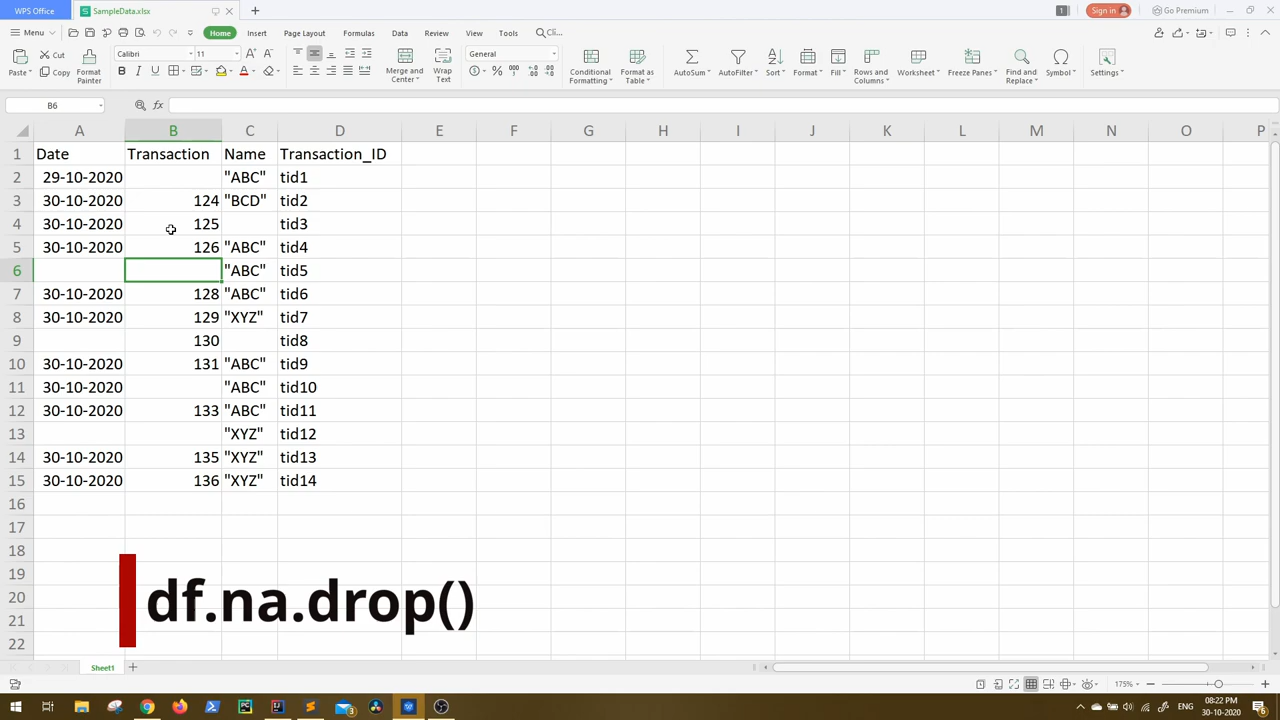 WPS Office
SampleData.xlsx
1
Sign in
Go Premium
Menu
Home
Insert
Page Layout
Formulas
Data
Review
View
Tools
Cli...
Paste
Cut
Copy
Format Painter
Calibri
11
B I U
Merge and Center
Wrap Text
General
Conditional Formatting
Format as Table
AutoSum
AutoFilter
Sort
Format
Fill
Rows and Columns
Worksheet
Freeze Panes
Find and Replace
Symbol
Settings
B6
fx
A B C D E F G H I J K L M N O P
1 Date Transaction Name Transaction_ID
2 29-10-2020 "ABC" tid1
3 30-10-2020 124 "BCD" tid2
4 30-10-2020 125 tid3
5 30-10-2020 126 "ABC" tid4
6 "ABC" tid5
7 30-10-2020 128 "ABC" tid6
8 30-10-2020 129 "XYZ" tid7
9 130 tid8
10 30-10-2020 131 "ABC" tid9
11 30-10-2020 "ABC" tid10
12 30-10-2020 133 "ABC" tid11
13 "XYZ" tid12
14 30-10-2020 135 "XYZ" tid13
15 30-10-2020 136 "XYZ" tid14
16
17
18
19
20
21
22
df.na.drop()
Sheet1
175%
08:22 PM
30-10-2020